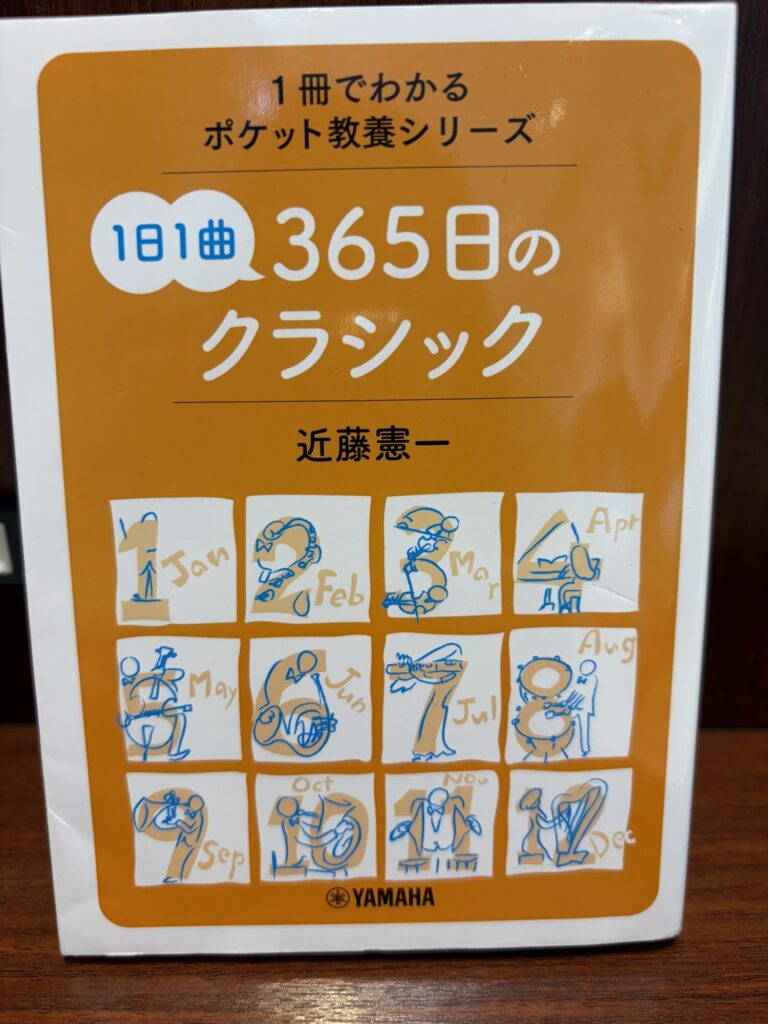 1冊でわかる
ポケット教養シリーズ
1日1曲
365日の
クラシック
近藤憲一
1 Jan
2 Feb
3 Mar
4 Apr
5 May
6 Jun
7 Jul
8 Aug
9 Sep
10 Oct
11 Nov
12 Dec
YAMAHA